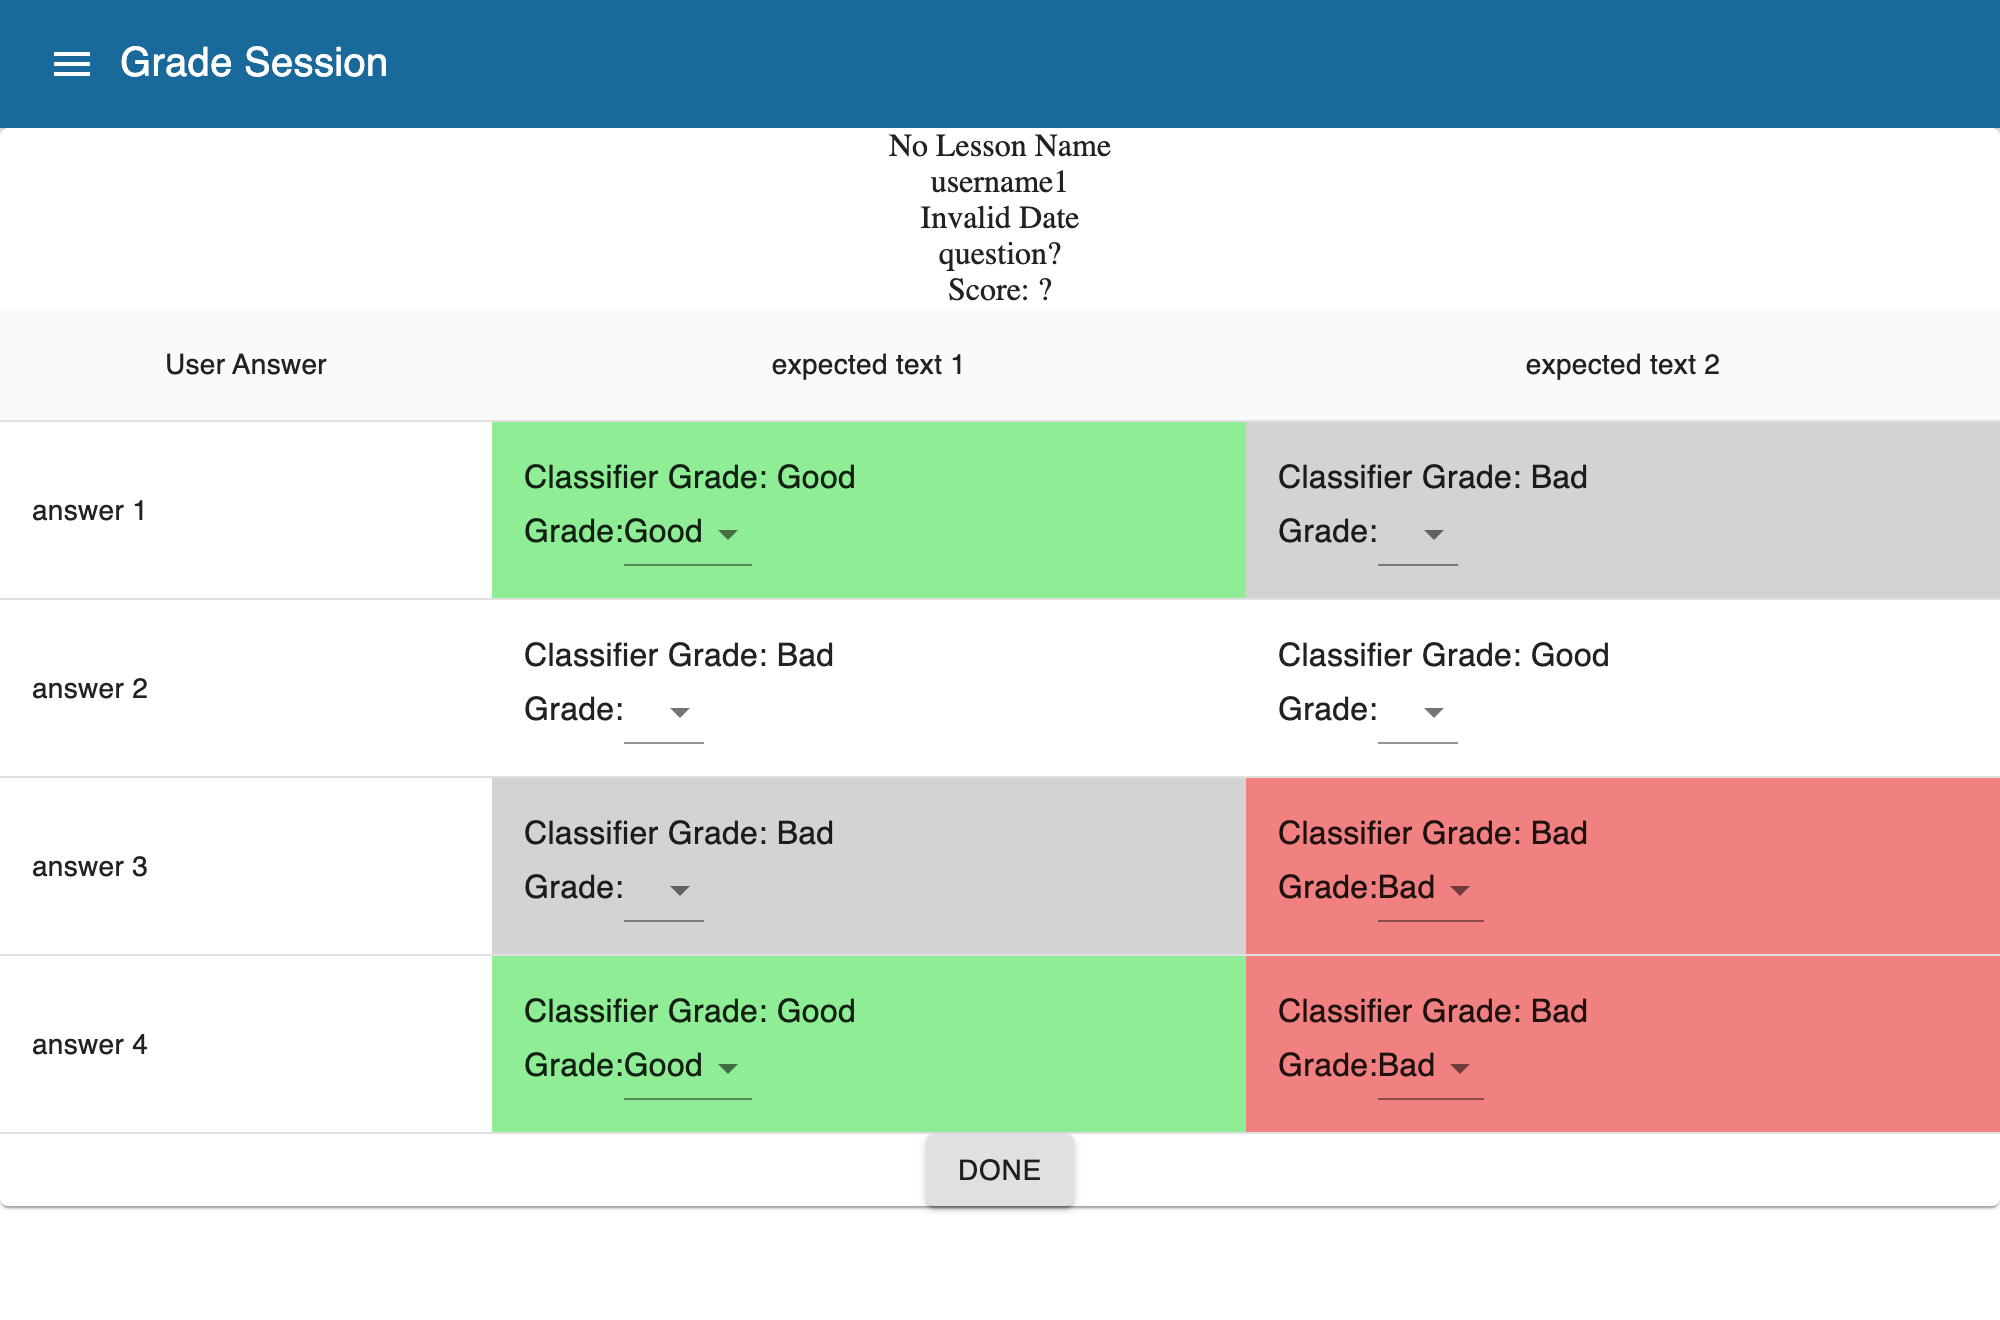 Grade Session
No Lesson Name
username1
Invalid Date
question?
Score: ?
User Answer expected text 1 expected text 2
answer 1
Classifier Grade: Good
Grade:Good
Classifier Grade: Bad
Grade:
answer 2
Classifier Grade: Bad
Grade:
Classifier Grade: Good
Grade:
answer 3
Classifier Grade: Bad
Grade:
Classifier Grade: Bad
Grade:Bad
answer 4
Classifier Grade: Good
Grade:Good
Classifier Grade: Bad
Grade:Bad
DONE